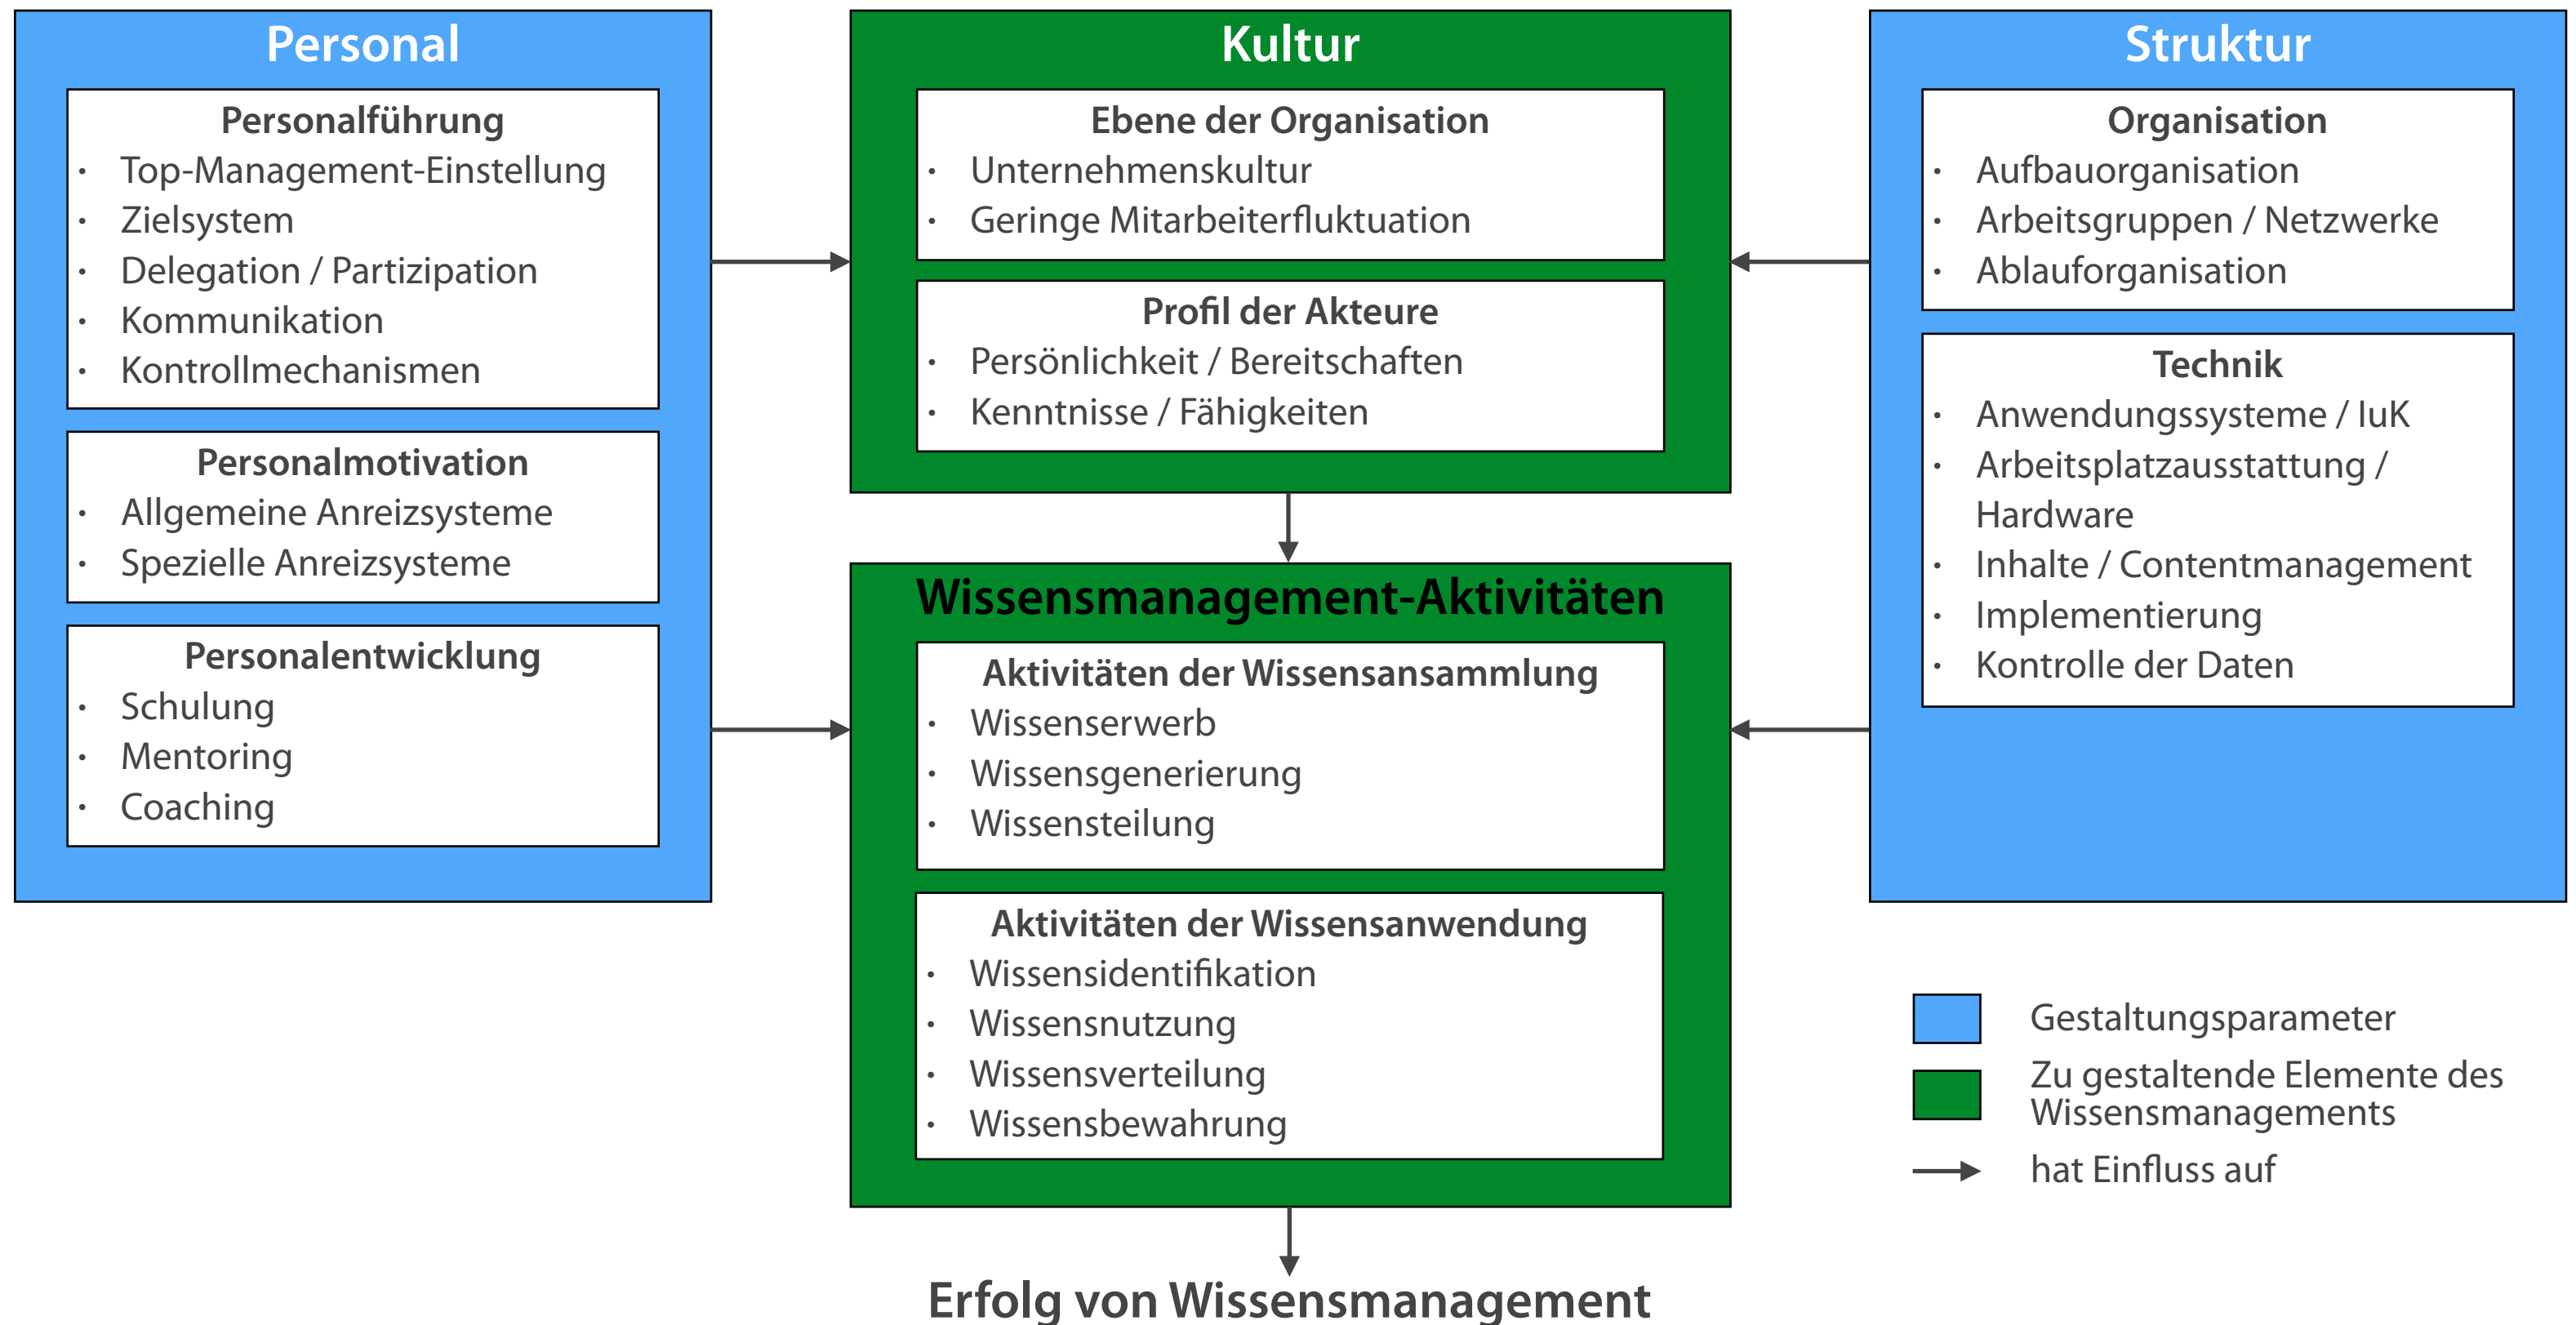 Personal
Personalführung
· Top-Management-Einstellung
· Zielsystem
· Delegation / Partizipation
· Kommunikation
· Kontrollmechanismen
Personalmotivation
· Allgemeine Anreizsysteme
· Spezielle Anreizsysteme
Personalentwicklung
· Schulung
· Mentoring
· Coaching
Kultur
Ebene der Organisation
· Unternehmenskultur
· Geringe Mitarbeiterfluktuation
Profil der Akteure
· Persönlichkeit / Bereitschaften
· Kenntnisse / Fähigkeiten
Wissensmanagement-Aktivitäten
Aktivitäten der Wissensansammlung
· Wissenserwerb
· Wissensgenerierung
· Wissensteilung
Aktivitäten der Wissensanwendung
· Wissensidentifikation
· Wissensnutzung
· Wissensverteilung
· Wissensbewahrung
Erfolg von Wissensmanagement
Struktur
Organisation
· Aufbauorganisation
· Arbeitsgruppen / Netzwerke
· Ablauforganisation
Technik
· Anwendungssysteme / IuK
· Arbeitsplatzausstattung /
Hardware
· Inhalte / Contentmanagement
· Implementierung
· Kontrolle der Daten
Gestaltungsparameter
Zu gestaltende Elemente des
Wissensmanagements
hat Einfluss auf